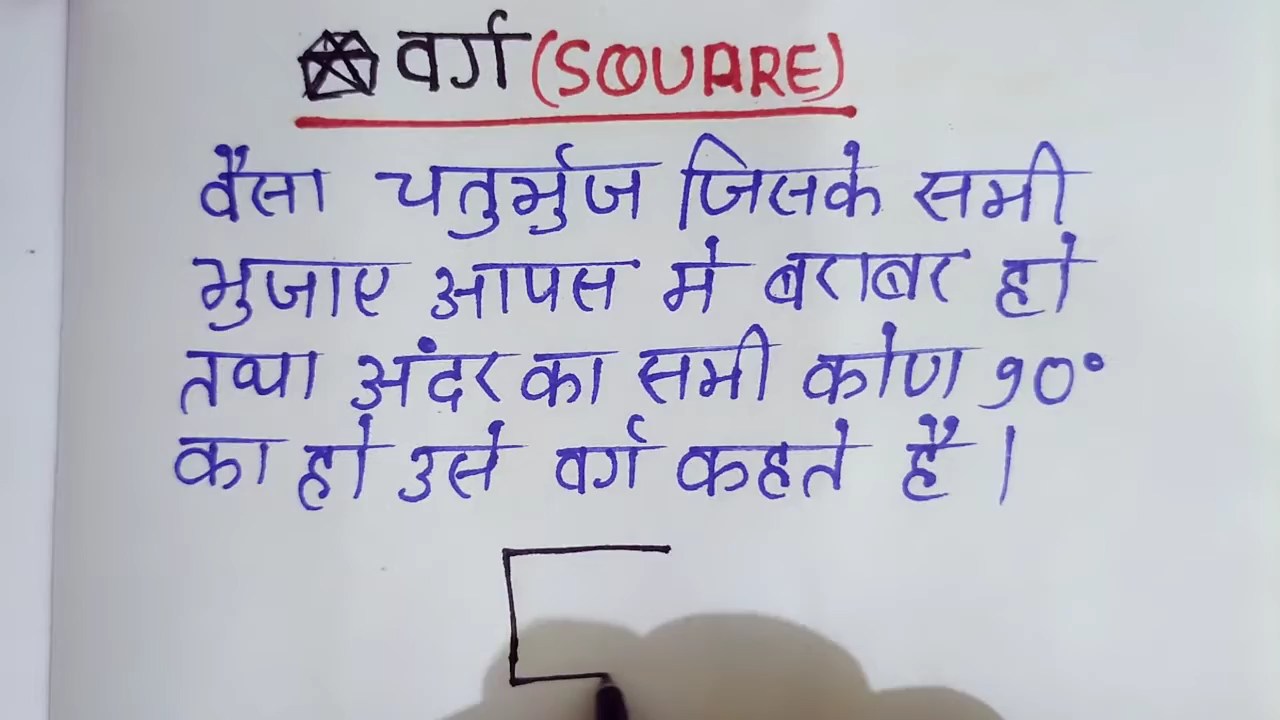 वर्ग (SQUARE)
वैसा चतुर्भुज जिसके सभी
भुजाए आपस मे बराबर हो
तथा अंदर का सभी कोण 90°
का हो उसे वर्ग कहते है।